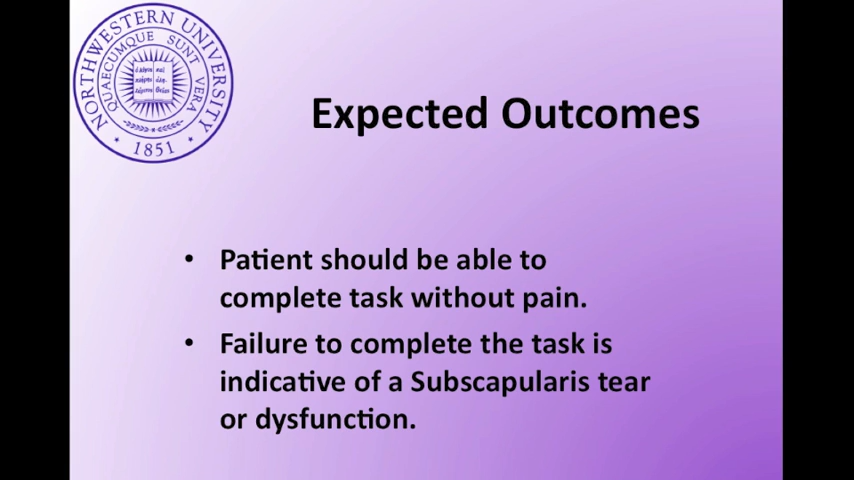 NORTHWESTERN UNIVERSITY
QUAECUMQUE SUNT VERA
1851
Expected Outcomes
• Patient should be able to
complete task without pain.
• Failure to complete the task is
indicative of a Subscapularis tear
or dysfunction.